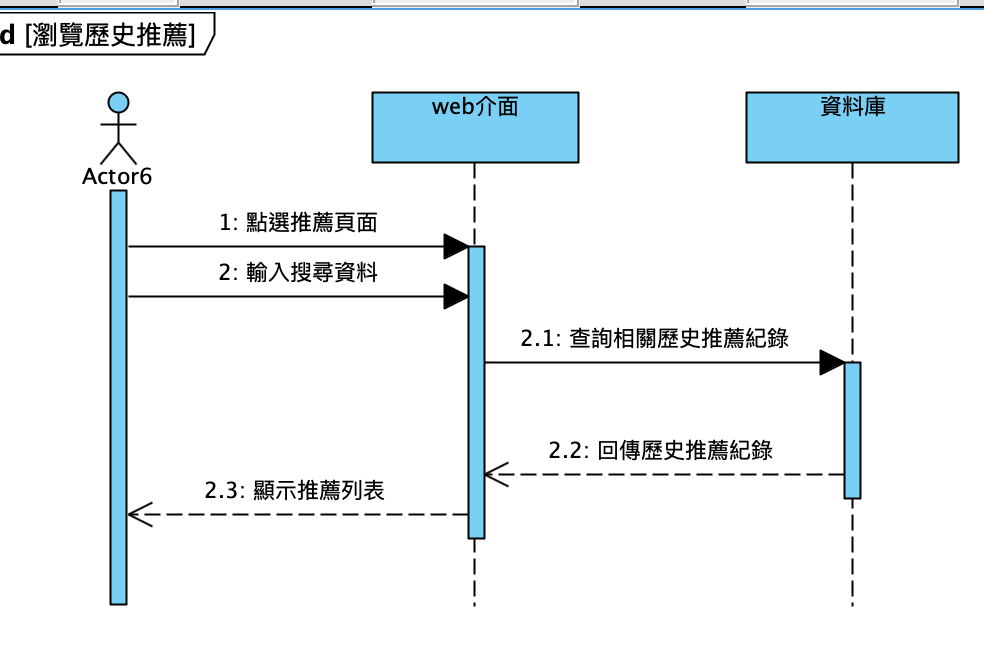 d [瀏覽歷史推薦]
web介面
資料庫
Actor6
1: 點選推薦頁面
2: 輸入搜尋資料
2.1: 查詢相關歷史推薦紀錄
2.2: 回傳歷史推薦紀錄
2.3: 顯示推薦列表